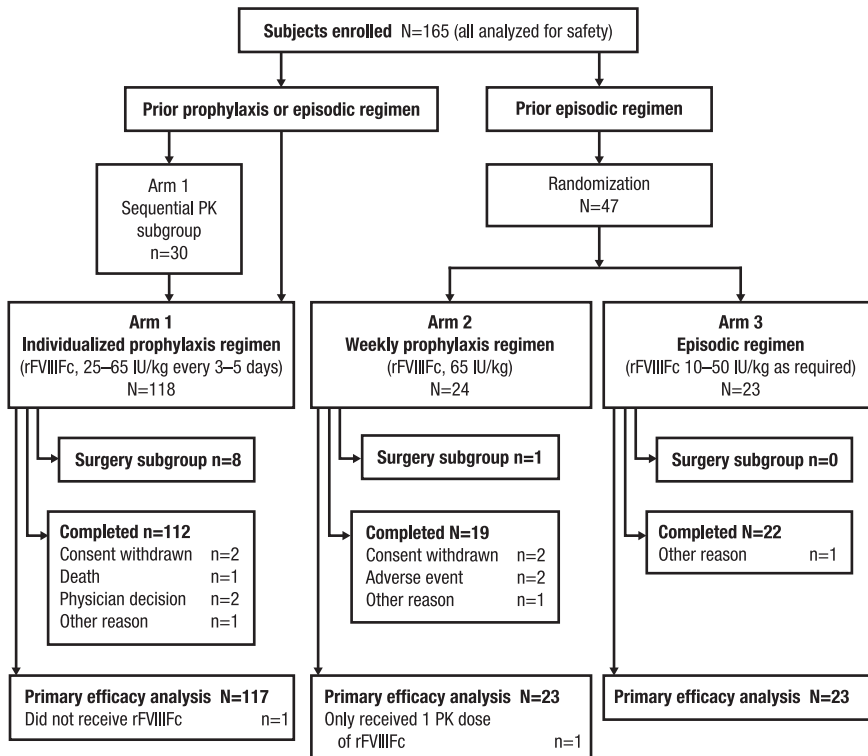 Subjects enrolled N=165 (all analyzed for safety)
Prior prophylaxis or episodic regimen
Prior episodic regimen
Arm 1
Sequential PK
subgroup
n=30
Randomization
N=47
Arm 1
Individualized prophylaxis regimen
(rFVIIIFc, 25–65 IU/kg every 3–5 days)
N=118
Arm 2
Weekly prophylaxis regimen
(rFVIIIFc, 65 IU/kg)
N=24
Arm 3
Episodic regimen
(rFVIIIFc 10–50 IU/kg as required)
N=23
Surgery subgroup n=8
Surgery subgroup n=1
Surgery subgroup n=0
Completed n=112
Consent withdrawn n=2
Death n=1
Physician decision n=2
Other reason n=1
Completed N=19
Consent withdrawn n=2
Adverse event n=2
Other reason n=1
Completed N=22
Other reason n=1
Primary efficacy analysis N=117
Did not receive rFVIIIFc n=1
Primary efficacy analysis N=23
Only received 1 PK dose
of rFVIIIFc n=1
Primary efficacy analysis N=23